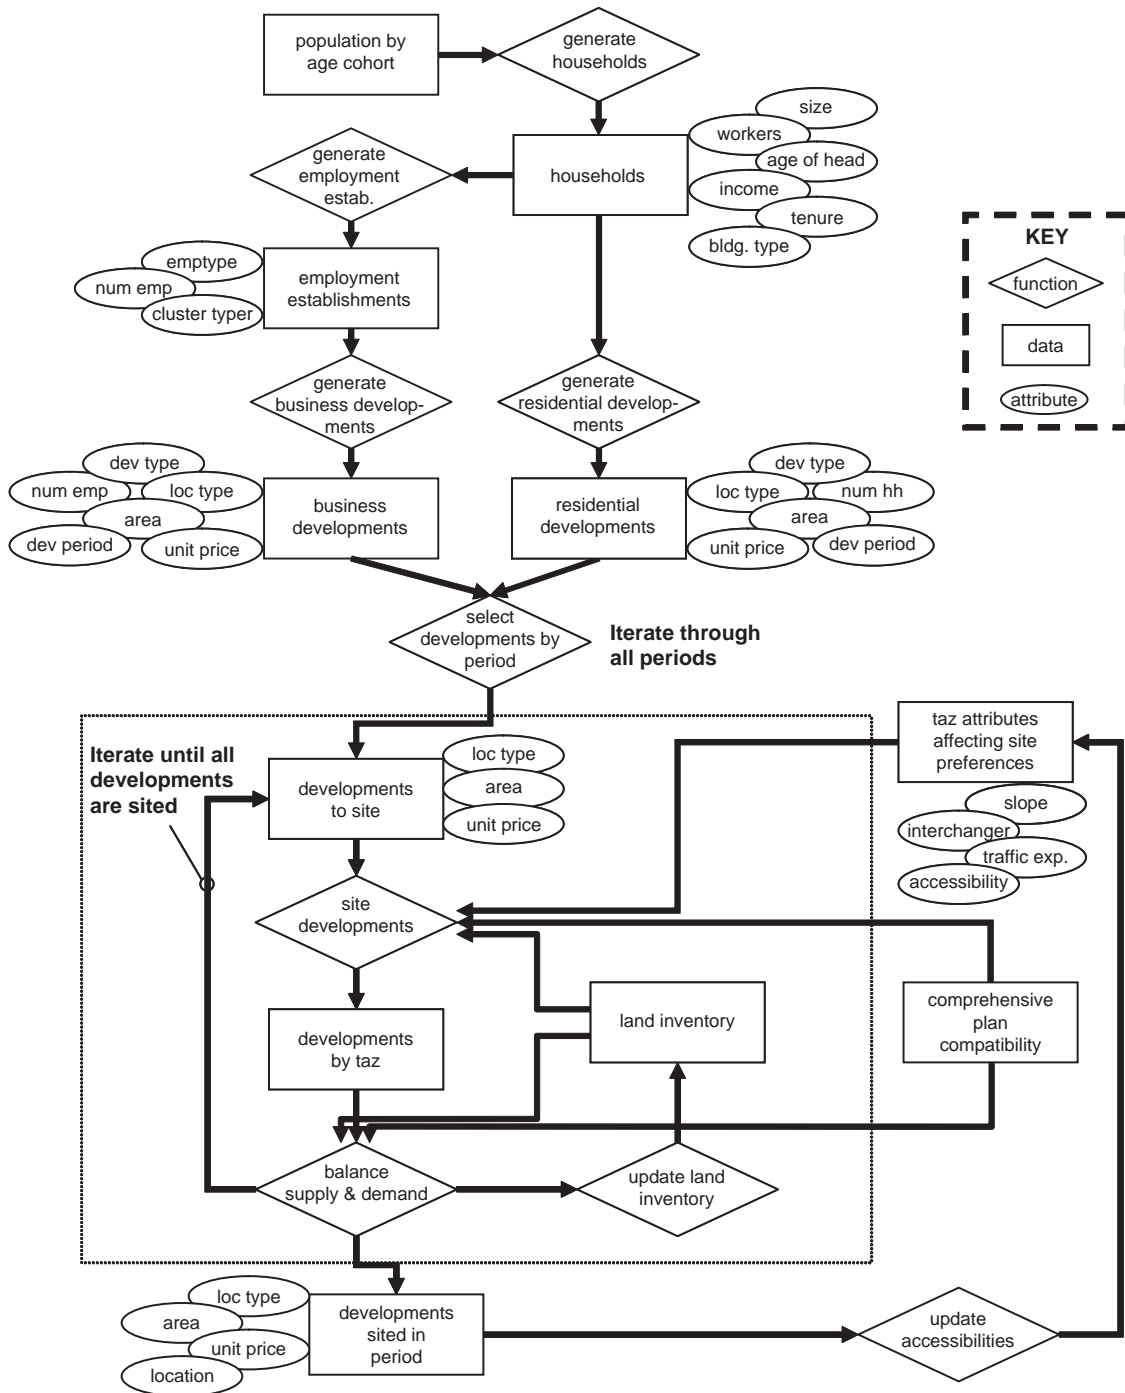 population by
age cohort
generate
households
size
workers
age of head
income
tenure
bldg. type
households
generate
employment
estab.
KEY
function
data
attribute
emptype
num emp
cluster typer
employment
establishments
generate
business develop-
ments
generate
residential develop-
ments
dev type
num emp
loc type
area
dev period
unit price
business
developments
residential
developments
dev type
loc type
num hh
area
unit price
dev period
select
developments by
period
Iterate through
all periods
Iterate until all
developments
are sited
developments
to site
loc type
area
unit price
taz attributes
affecting site
preferences
slope
interchanger
traffic exp.
accessibility
site
developments
developments
by taz
land inventory
comprehensive
plan
compatibility
balance
supply & demand
update land
inventory
loc type
area
unit price
location
developments
sited in
period
update
accessibilities